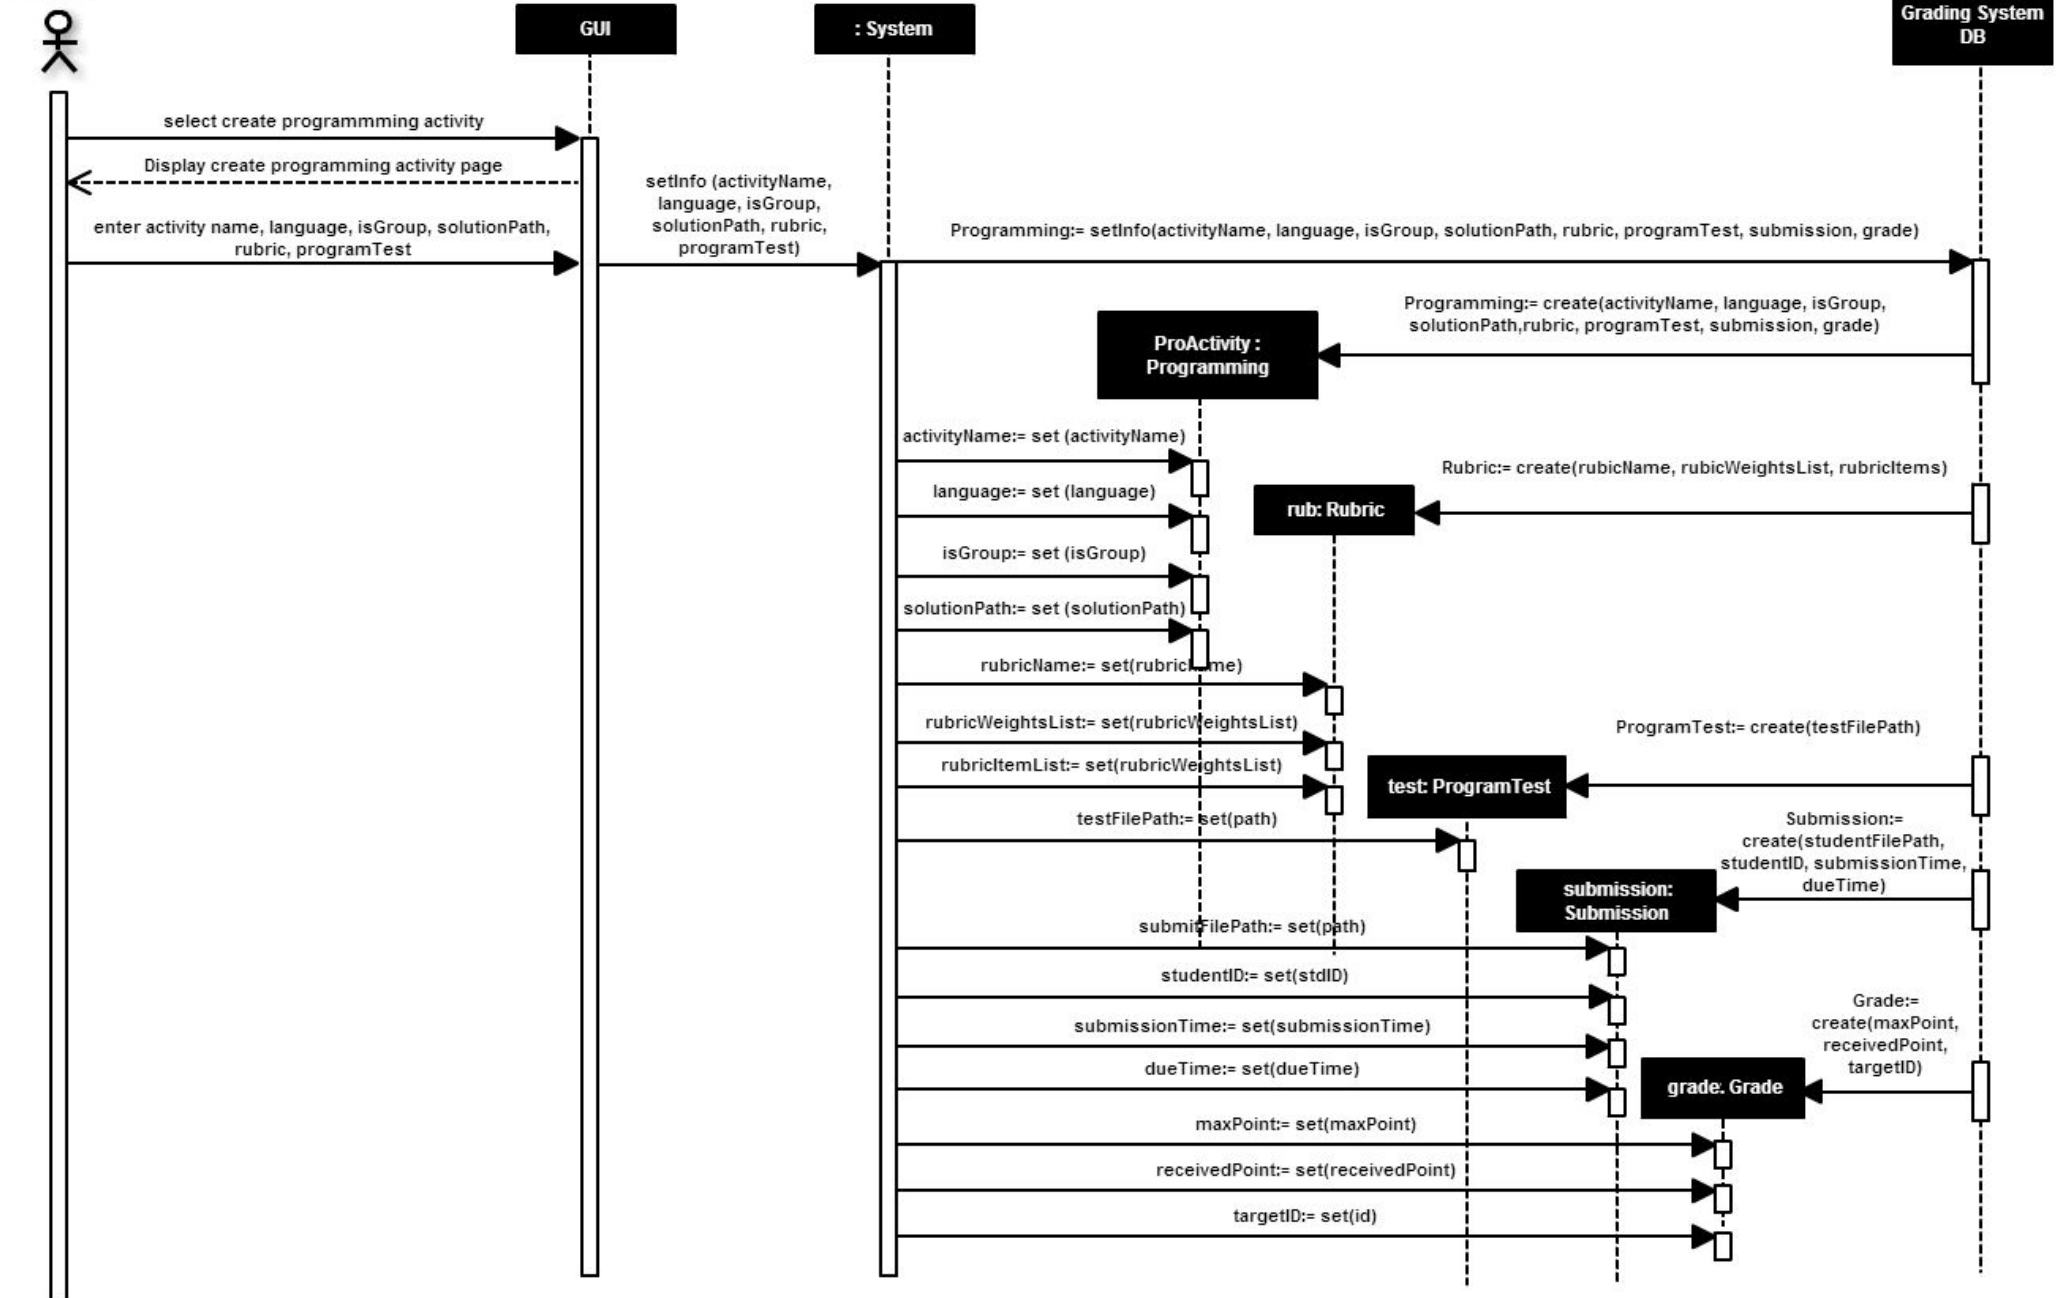 GUI
: System
Grading System
DB
select create programmming activity
Display create programming activity page
enter activity name, language, isGroup, solutionPath,
rubric, programTest
setInfo (activityName,
language, isGroup,
solutionPath, rubric,
programTest)
Programming:= setInfo(activityName, language, isGroup, solutionPath, rubric, programTest, submission, grade)
Programming:= create(activityName, language, isGroup,
solutionPath,rubric, programTest, submission, grade)
ProActivity :
Programming
activityName:= set (activityName)
Rubric:= create(rubicName, rubicWeightsList, rubricItems)
language:= set (language)
rub: Rubric
isGroup:= set (isGroup)
solutionPath:= set (solutionPath)
rubricName:= set(rubricName)
rubricWeightsList:= set(rubricWeightsList)
ProgramTest:= create(testFilePath)
rubricItemList:= set(rubricWeightsList)
test: ProgramTest
testFilePath:= set(path)
Submission:=
create(studentFilePath,
studentID, submissionTime,
dueTime)
submission:
Submission
submitFilePath:= set(path)
studentID:= set(stdID)
Grade:=
create(maxPoint,
receivedPoint,
targetID)
submissionTime:= set(submissionTime)
dueTime:= set(dueTime)
grade: Grade
maxPoint:= set(maxPoint)
receivedPoint:= set(receivedPoint)
targetID:= set(id)